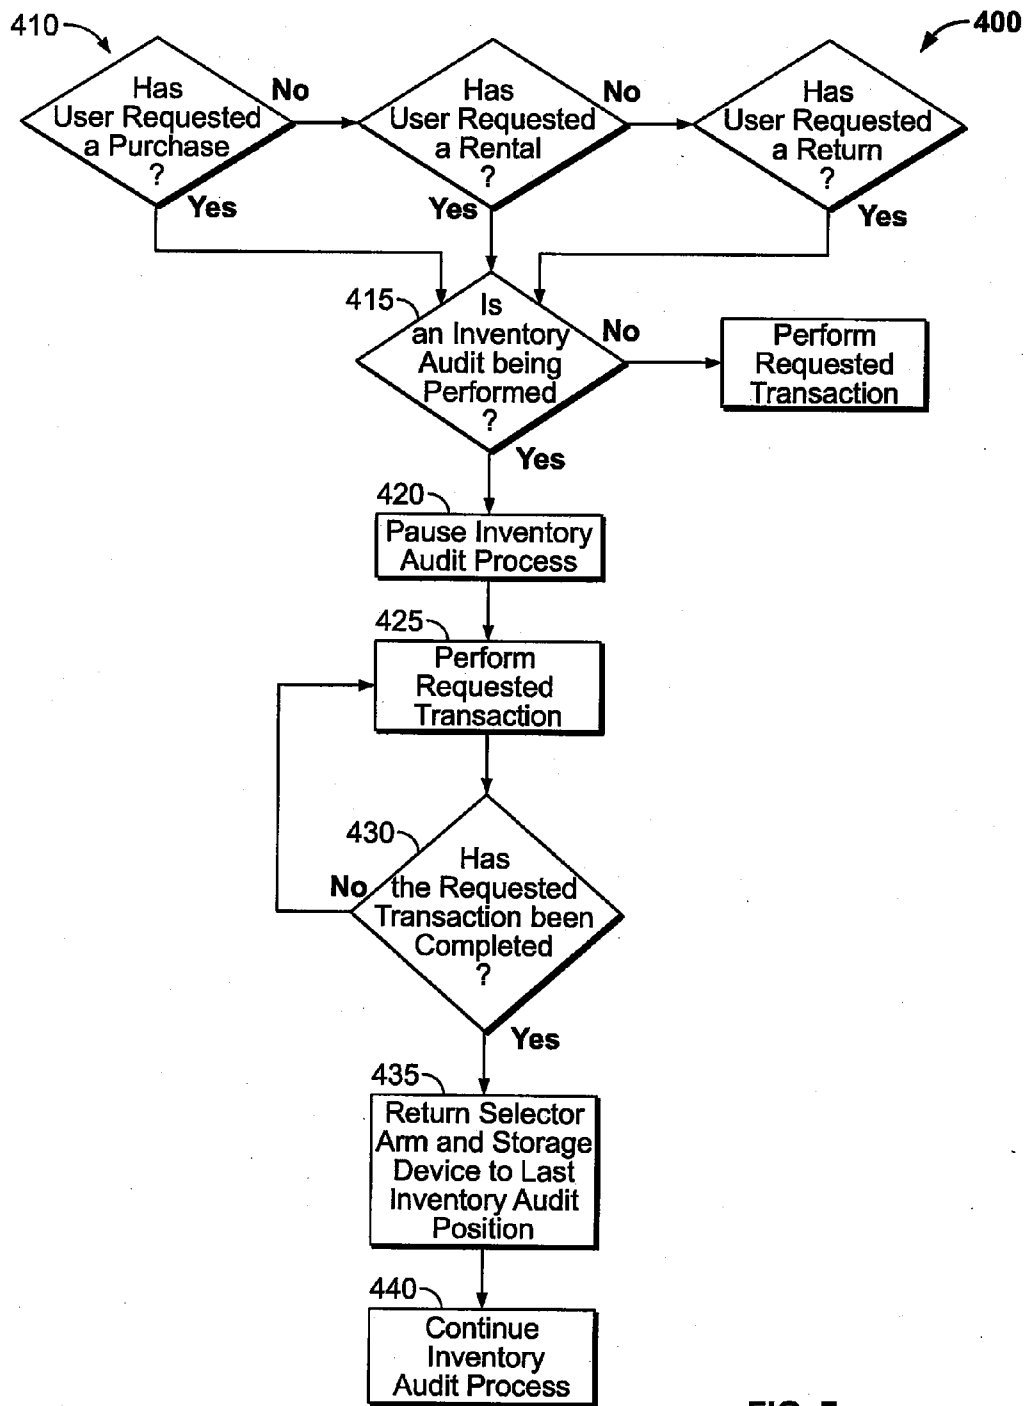 410
400
Has
User Requested
a Purchase
?
No
Yes
Has
User Requested
a Rental
?
No
Yes
Has
User Requested
a Return
?
Yes
415
Is
an Inventory
Audit being
Performed
?
No
Yes
Perform
Requested
Transaction
420
Pause Inventory
Audit Process
425
Perform
Requested
Transaction
430
Has
the Requested
Transaction been
Completed
?
No
Yes
435
Return Selector
Arm and Storage
Device to Last
Inventory Audit
Position
440
Continue
Inventory
Audit Process